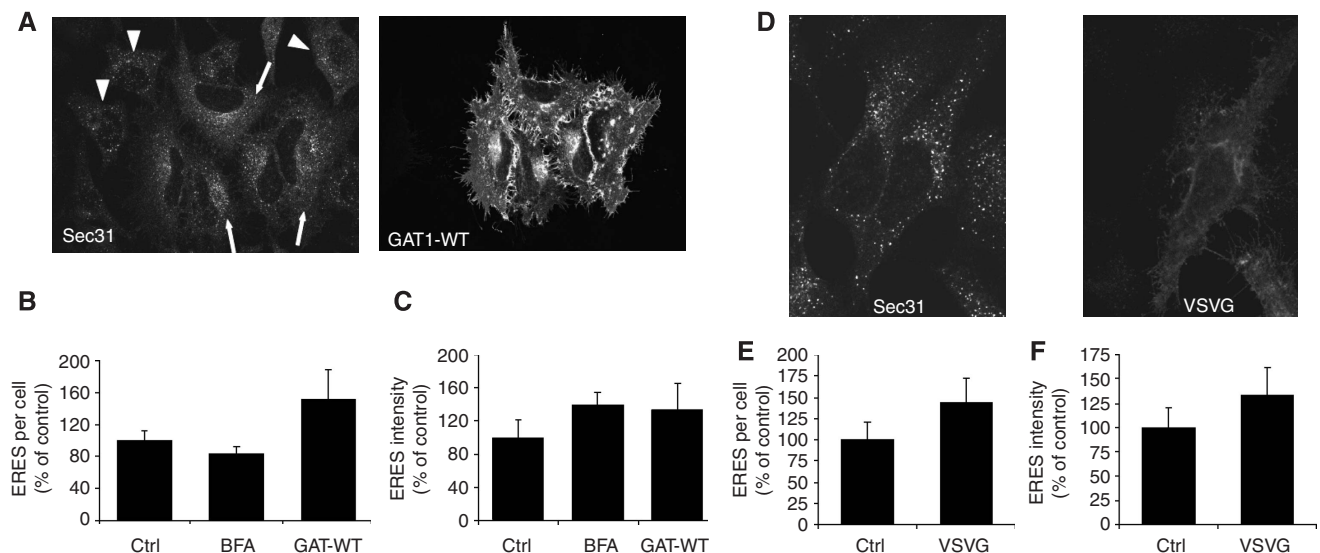 A
Sec31
GAT1-WT
D
Sec31
VSVG
B
ERES per cell
(% of control)
200
160
120
80
40
0
Ctrl
BFA
GAT-WT
C
ERES intensity
(% of control)
200
160
120
80
40
0
Ctrl
BFA
GAT-WT
E
ERES per cell
(% of control)
200
175
150
125
100
75
50
25
0
Ctrl
VSVG
F
ERES intensity
(% of control)
175
150
125
100
75
50
25
0
Ctrl
VSVG